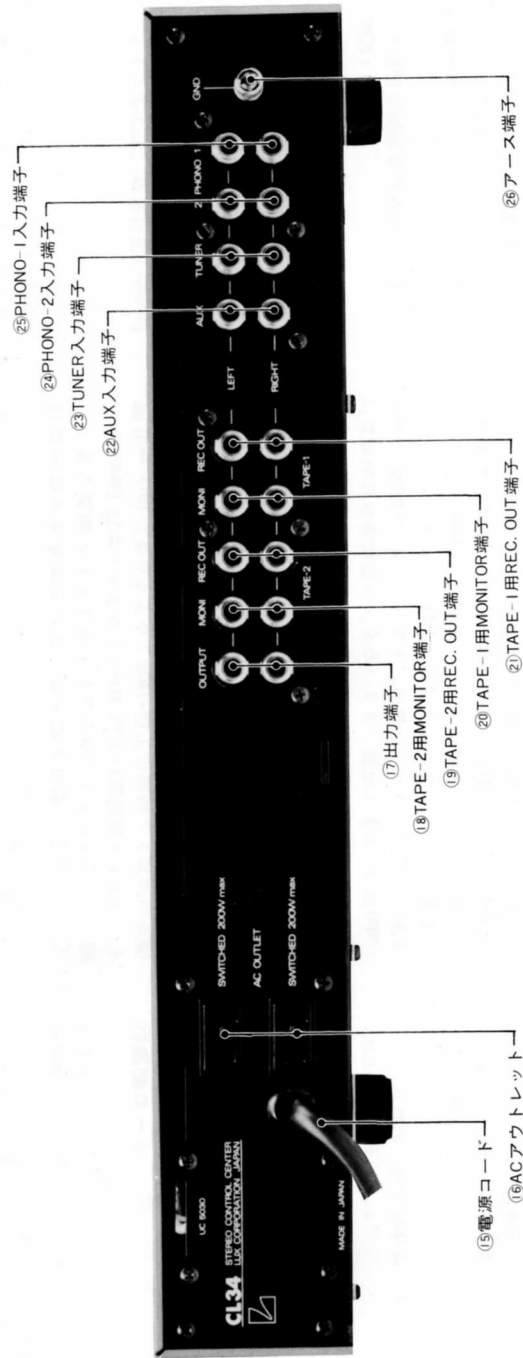 ㉕PHONO-1入力端子
㉔PHONO-2入力端子
㉓TUNER入力端子
㉒AUX入力端子
UC 5030
CL34
STEREO CONTROL CENTER
LUX CORPORATION JAPAN
MADE IN JAPAN
SWITCHED 200W max
AC OUTLET
SWITCHED 200W max
OUTPUT
MONI
REC OUT
MONI
REC OUT
TAPE-2
TAPE-1
LEFT
RIGHT
AUX
TUNER
2 PHONO 1
GND
⑮電源コード
⑯ACアウトレット
⑰出力端子
⑱TAPE-2用MONITOR端子
⑲TAPE-2用REC. OUT端子
⑳TAPE-1用MONITOR端子
㉑TAPE-1用REC. OUT端子
㉖アース端子